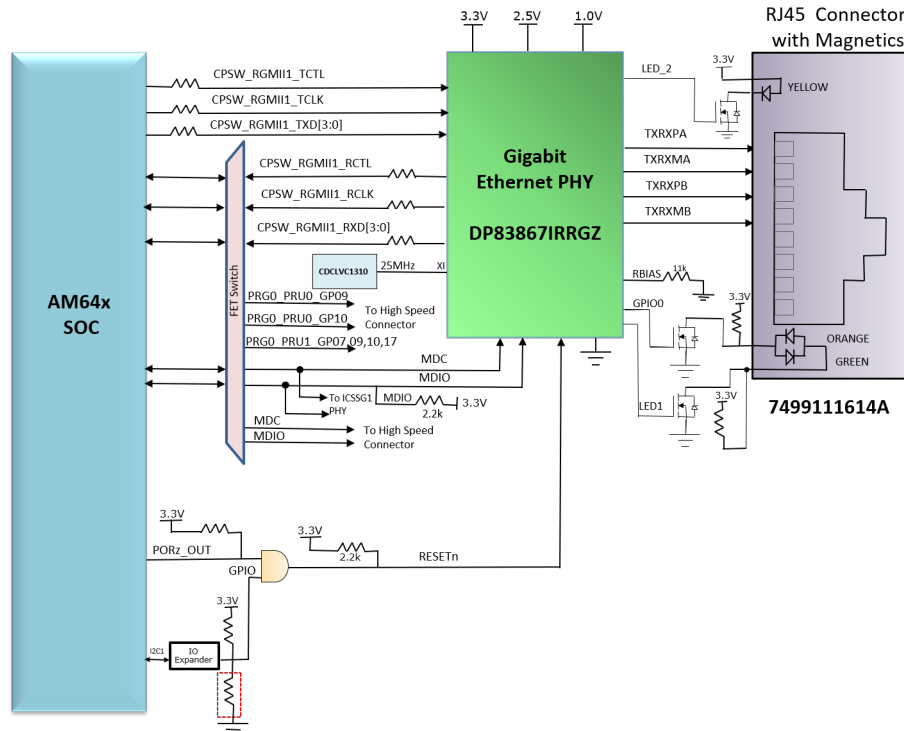 3.3V
2.5V
1.0V
RJ45 Connector
with Magnetics
CPSW_RGMII1_TCTL
CPSW_RGMII1_TCLK
CPSW_RGMII1_TXD[3:0]
CPSW_RGMII1_RCTL
CPSW_RGMII1_RCLK
CPSW_RGMII1_RXD[3:0]
CDCLVC1310
25MHz
XI
Gigabit
Ethernet PHY
DP83867IRRGZ
LED_2
3.3V
YELLOW
TXRXPA
TXRXMA
TXRXPB
TXRXMB
RBIAS
11k
GPIO0
3.3V
ORANGE
GREEN
LED1
3.3V
7499111614A
AM64x
SOC
FET Switch
PRG0_PRU0_GP09
PRG0_PRU0_GP10
PRG0_PRU1_GP07,09,10,17
To High Speed
Connector
MDC
MDIO
To ICSSG1
PHY
MDIO
2.2k
3.3V
MDC
MDIO
To High Speed
Connector
3.3V
PORz_OUT
GPIO
3.3V
2.2k
RESETn
3.3V
I2C1
IO
Expander